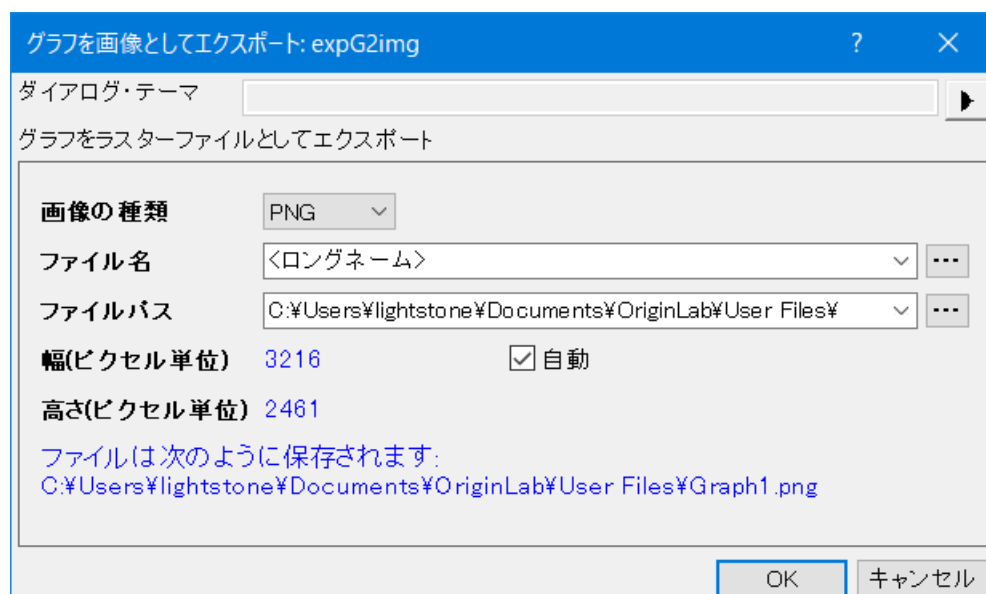 グラフを画像としてエクスポート: expG2img
ダイアログ・テーマ
グラフをラスターファイルとしてエクスポート
画像の種類 PNG
ファイル名 <ロングネーム> ...
ファイルパス C:¥Users¥lightstone¥Documents¥OriginLab¥User Files¥ ...
幅(ピクセル単位) 3216 自動
高さ(ピクセル単位) 2461
ファイルは次のように保存されます:
C:¥Users¥lightstone¥Documents¥OriginLab¥User Files¥Graph1.png
OK キャンセル